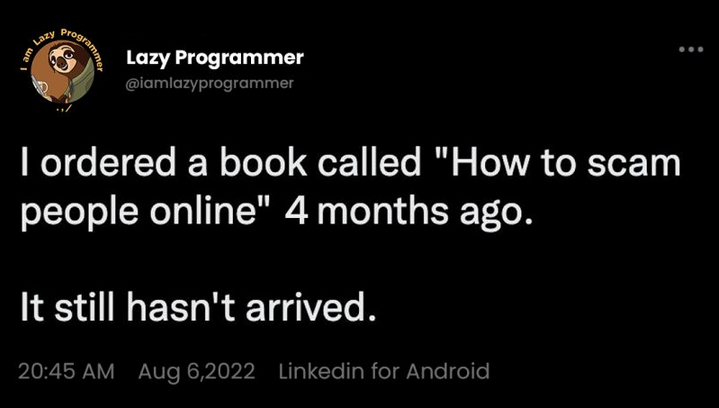 I am Lazy Programmer
Lazy Programmer
@iamlazyprogrammer
I ordered a book called "How to scam
people online" 4 months ago.
It still hasn't arrived.
20:45 AM Aug 6,2022 Linkedin for Android